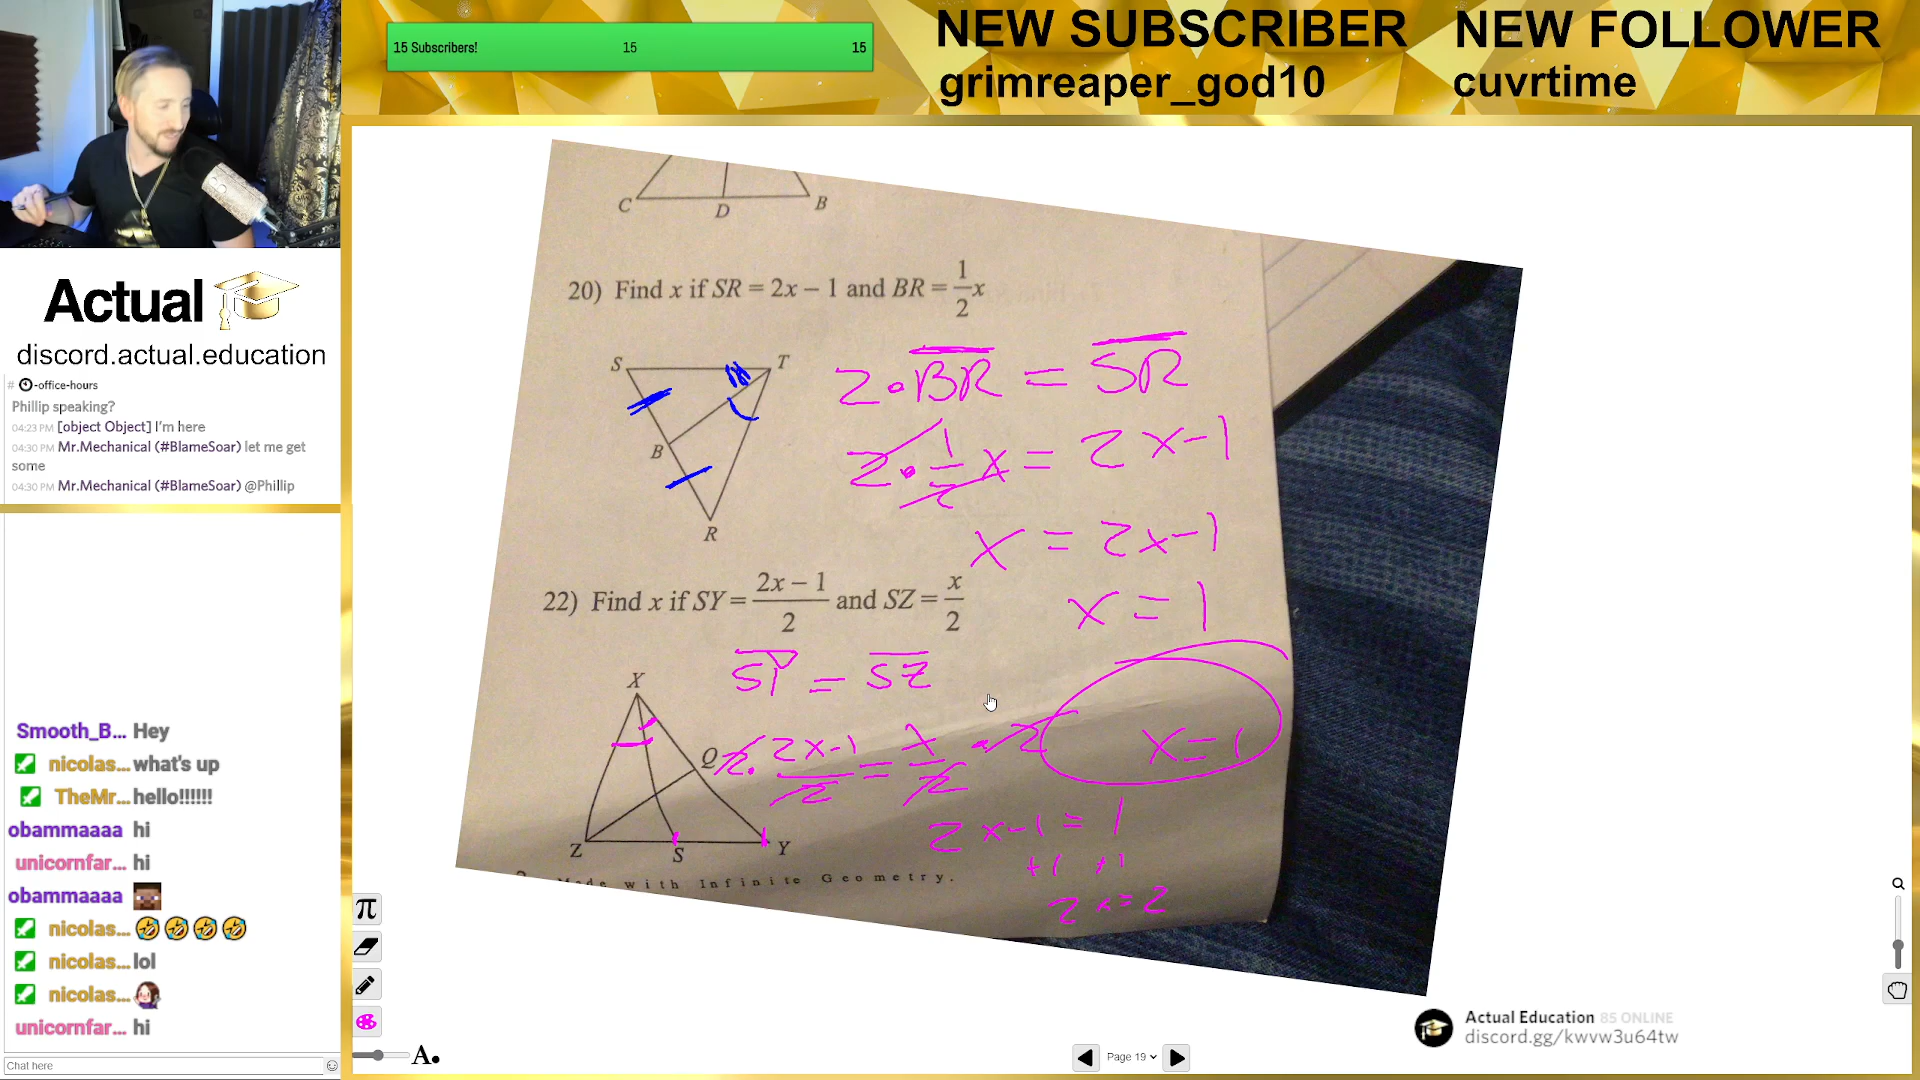 15 Subscribers! 15 15
NEW SUBSCRIBER
grimreaper_god10
NEW FOLLOWER
cuvrtime
Actual
discord.actual.education
# -office-hours
Phillip speaking?
04:23 PM [object Object] I'm here
04:30 PM Mr.Mechanical (#BlameSoar) let me get
some
04:30 PM Mr.Mechanical (#BlameSoar) @Phillip
Smooth_B... Hey
nicolas... what's up
TheMr... hello!!!!!!
obammaaaa hi
unicornfar... hi
obammaaaa
nicolas... 🤣🤣🤣🤣
nicolas... lol
nicolas...
unicornfar... hi
Chat here
C D B
20) Find x if SR = 2x – 1 and BR = 1/2 x
S T
B
R
2 • BR = SR
2 • 1/2 x = 2x-1
x = 2x-1
x = 1
22) Find x if SY = (2x – 1)/2 and SZ = x/2
X
Q
Z S Y
SY = SZ
2 • (2x-1)/2 = x/2 • 2
x=1
2x-1 = 1
+1 +1
2x=2
Made with Infinite Geometry.
π
A.
Page 19
Actual Education 85 ONLINE
discord.gg/kwvw3u64tw